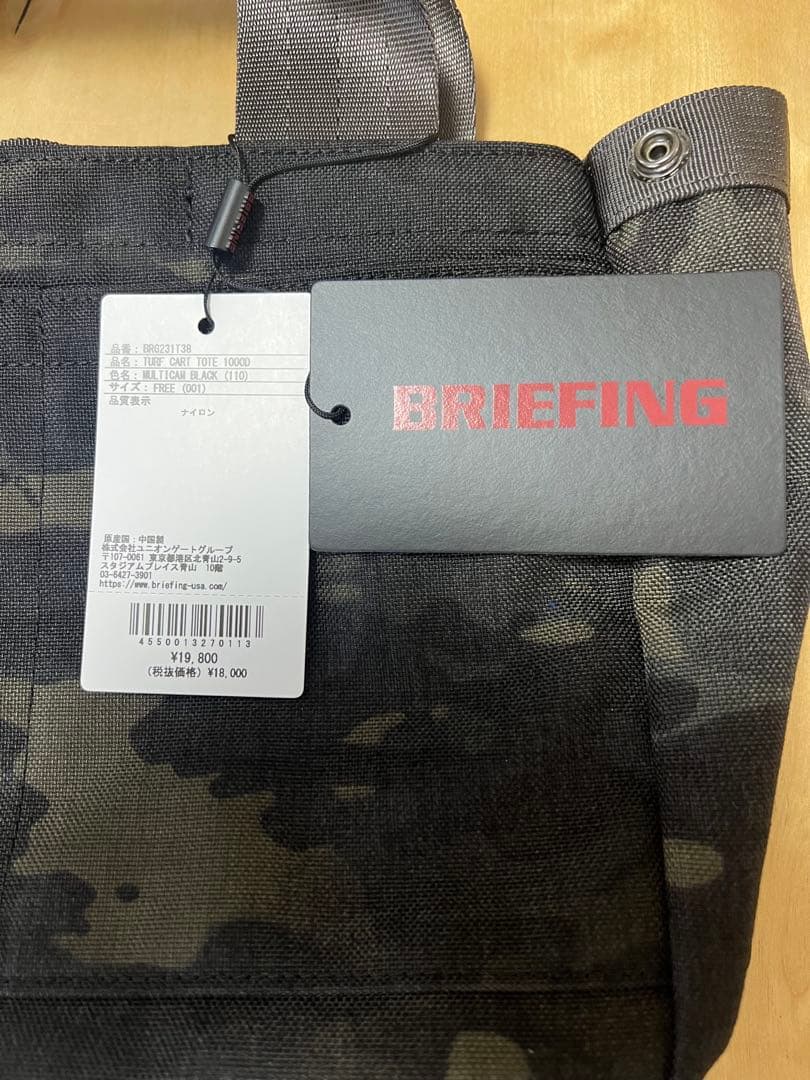 品番：BRG231T38
品名：TURF CART TOTE 1000D
色名：MULTICAM BLACK (110)
サイズ：FREE (001)
品質表示
ナイロン
原産国：中国製
株式会社ユニオンゲートグループ
〒107-0061 東京都港区北青山2-9-5
スタジアムプレイス青山 10階
03-6427-3901
https://www.briefing-usa.com/
4550013270113
¥19,800
(税抜価格) ¥18,000
BRIEFING